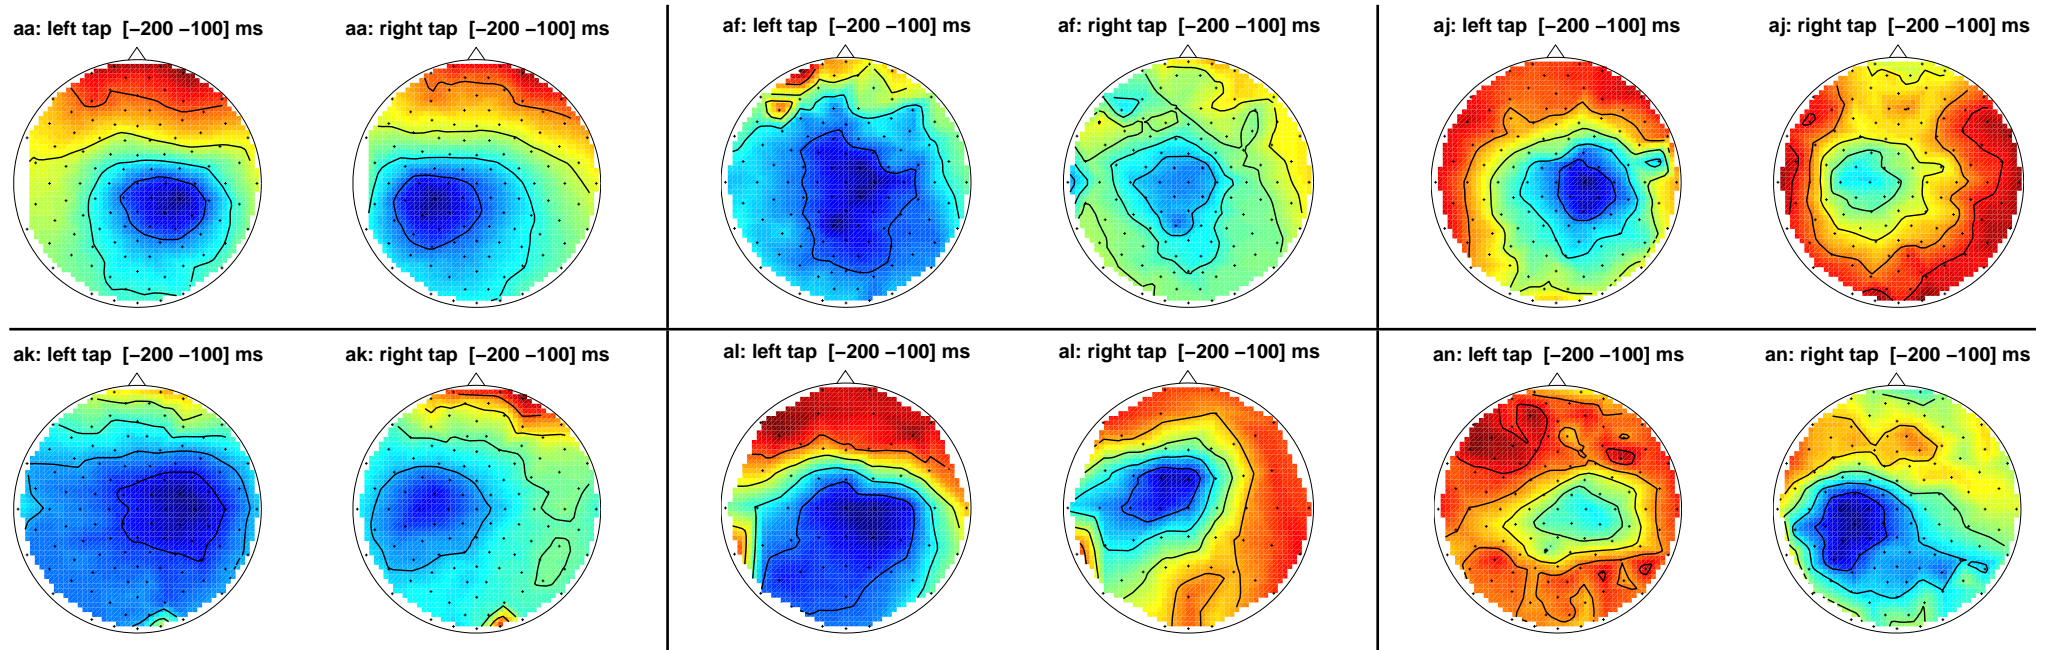 aa: left tap [−200 −100] ms
aa: right tap [−200 −100] ms
af: left tap [−200 −100] ms
af: right tap [−200 −100] ms
aj: left tap [−200 −100] ms
aj: right tap [−200 −100] ms
ak: left tap [−200 −100] ms
ak: right tap [−200 −100] ms
al: left tap [−200 −100] ms
al: right tap [−200 −100] ms
an: left tap [−200 −100] ms
an: right tap [−200 −100] ms